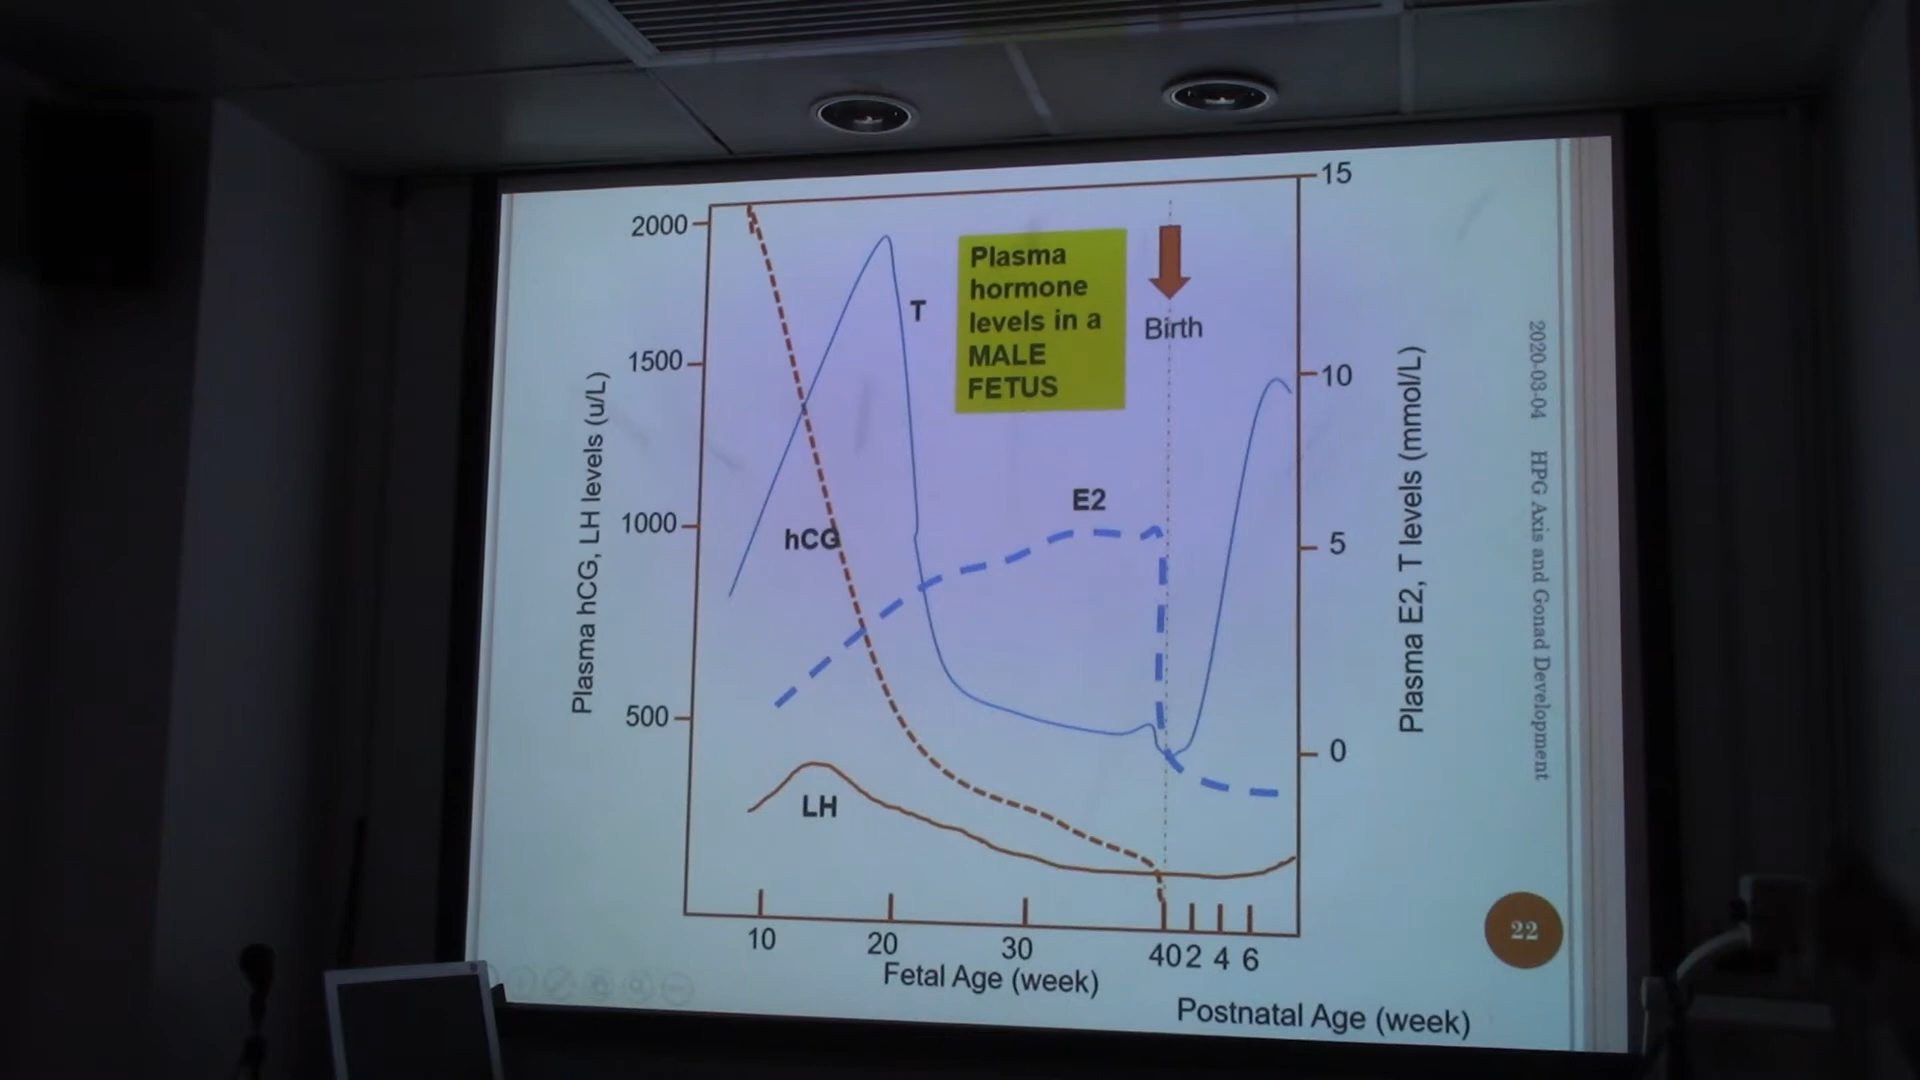 2000
1500
1000
500
Plasma hCG, LH levels (u/L)
T
hCG
LH
E2
Plasma
hormone
levels in a
MALE
FETUS
Birth
15
10
5
0
Plasma E2, T levels (mmol/L)
10
20
30
40
2
4
6
Fetal Age (week)
Postnatal Age (week)
2020-03-04 HPG Axis and Gonad Development
22